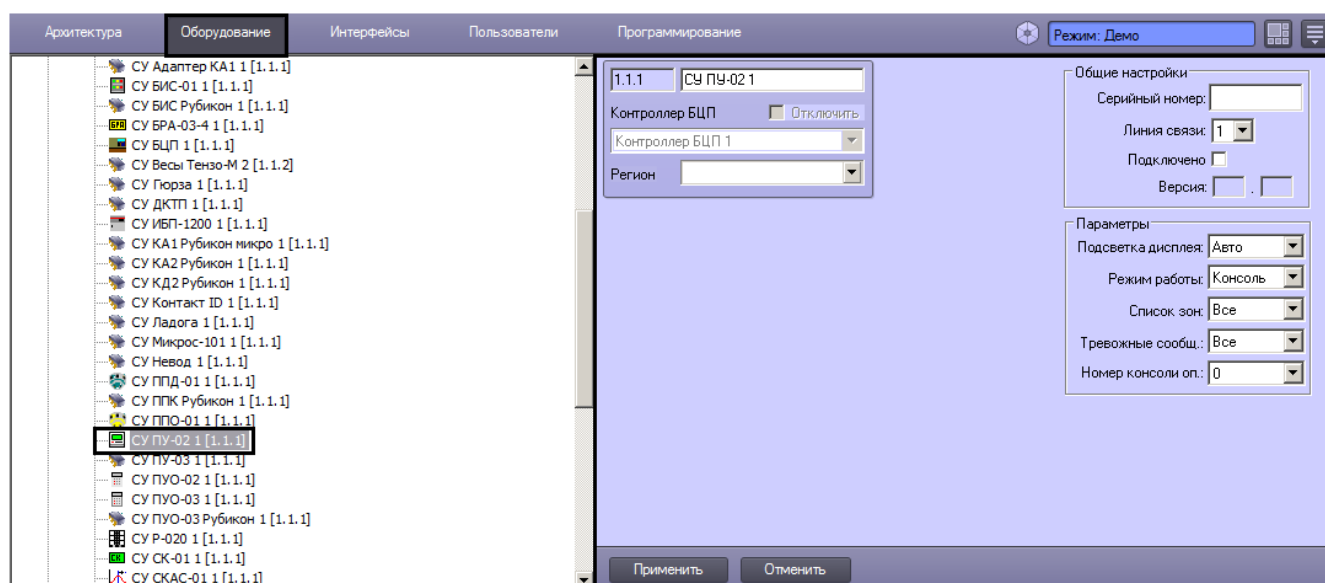 Архитектура Оборудование Интерфейсы Пользователи Программирование Режим: Демо
СУ Адаптер КА1 1 [1.1.1]
СУ БИС-01 1 [1.1.1]
СУ БИС Рубикон 1 [1.1.1]
БРА СУ БРА-03-4 1 [1.1.1]
СУ БЦП 1 [1.1.1]
СУ Весы Тензо-М 2 [1.1.2]
СУ Гюрза 1 [1.1.1]
СУ ДКТП 1 [1.1.1]
СУ ИБП-1200 1 [1.1.1]
СУ КА1 Рубикон микро 1 [1.1.1]
СУ КА2 Рубикон 1 [1.1.1]
СУ КД2 Рубикон 1 [1.1.1]
СУ Контакт ID 1 [1.1.1]
СУ Ладога 1 [1.1.1]
СУ Микрос-101 1 [1.1.1]
СУ Невод 1 [1.1.1]
СУ ППД-01 1 [1.1.1]
СУ ППК Рубикон 1 [1.1.1]
СУ ППО-01 1 [1.1.1]
СУ ПУ-02 1 [1.1.1]
СУ ПУ-03 1 [1.1.1]
СУ ПУО-02 1 [1.1.1]
СУ ПУО-03 1 [1.1.1]
СУ ПУО-03 Рубикон 1 [1.1.1]
СУ Р-020 1 [1.1.1]
СК СУ СК-01 1 [1.1.1]
СУ СКАС-01 1 [1.1.1]
1.1.1 СУ ПУ-02 1
Контроллер БЦП Отключить
Контроллер БЦП 1
Регион
Общие настройки
Серийный номер:
Линия связи: 1
Подключено
Версия: .
Параметры
Подсветка дисплея: Авто
Режим работы: Консоль
Список зон: Все
Тревожные сообщ.: Все
Номер консоли оп.: 0
Применить Отменить